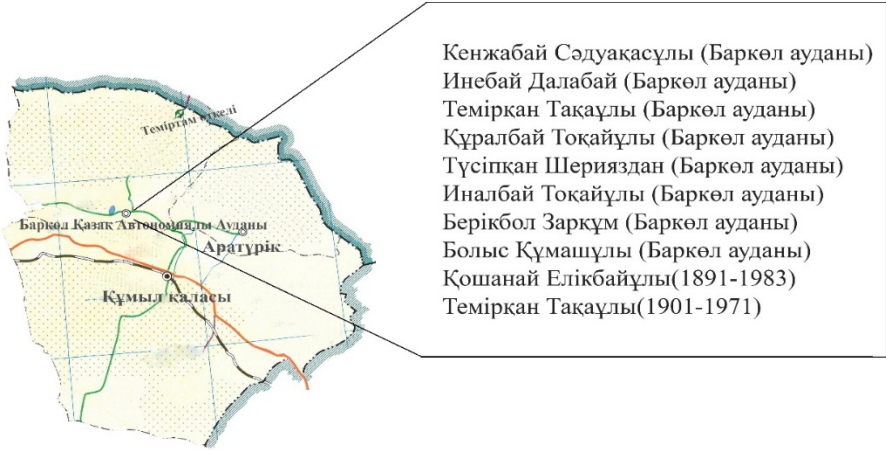 Теміртам өткелі
Баркөл Қазақ Автономиялы Ауданы
Аратүрік
Құмыл қаласы
Кенжабай Сәдуақасұлы (Баркөл ауданы)
Инебай Далабай (Баркөл ауданы)
Темірқан Тақаұлы (Баркөл ауданы)
Құралбай Тоқайұлы (Баркөл ауданы)
Түсіпқан Шерияздан (Баркөл ауданы)
Иналбай Тоқайұлы (Баркөл ауданы)
Берікбол Зарқұм (Баркөл ауданы)
Болыс Құмашұлы (Баркөл ауданы)
Қошанай Елікбайұлы(1891-1983)
Темірқан Тақаұлы(1901-1971)